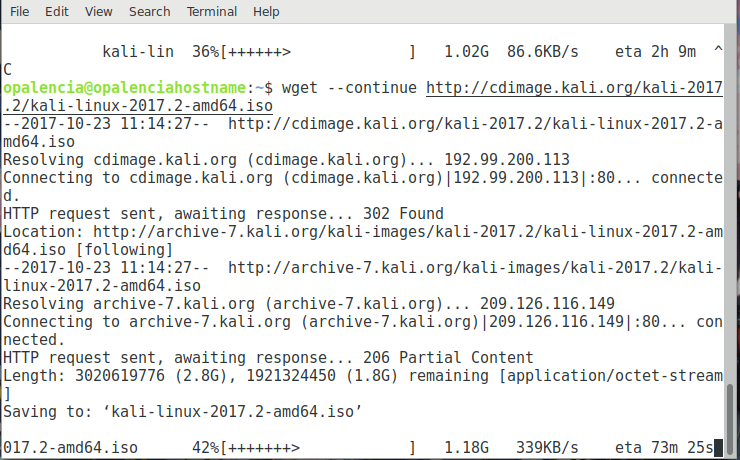 File Edit View Search Terminal Help
kali-lin 36%[++++++> ] 1.02G 86.6KB/s eta 2h 9m ^
C
opalencia@opalenciahostname:~$ wget --continue http://cdimage.kali.org/kali-2017
.2/kali-linux-2017.2-amd64.iso
--2017-10-23 11:14:27-- http://cdimage.kali.org/kali-2017.2/kali-linux-2017.2-a
md64.iso
Resolving cdimage.kali.org (cdimage.kali.org)... 192.99.200.113
Connecting to cdimage.kali.org (cdimage.kali.org)|192.99.200.113|:80... connecte
d.
HTTP request sent, awaiting response... 302 Found
Location: http://archive-7.kali.org/kali-images/kali-2017.2/kali-linux-2017.2-am
d64.iso [following]
--2017-10-23 11:14:27-- http://archive-7.kali.org/kali-images/kali-2017.2/kali-
linux-2017.2-amd64.iso
Resolving archive-7.kali.org (archive-7.kali.org)... 209.126.116.149
Connecting to archive-7.kali.org (archive-7.kali.org)|209.126.116.149|:80... con
nected.
HTTP request sent, awaiting response... 206 Partial Content
Length: 3020619776 (2.8G), 1921324450 (1.8G) remaining [application/octet-stream
]
Saving to: ‘kali-linux-2017.2-amd64.iso’
017.2-amd64.iso 42%[+++++++> ] 1.18G 339KB/s eta 73m 25s